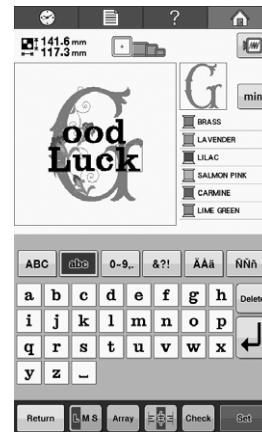 ?
141.6 mm
117.3 mm
G
ood
Luck
G
min
BRASS
LAVENDER
LILAC
SALMON PINK
CARMINE
LIME GREEN
ABC abc 0-9,. &?! ÄÅä ÑÑñ
a b c d e f g h Delete
i j k l m n o p
q r s t u v w x
y z
Return L M S Array Check Set